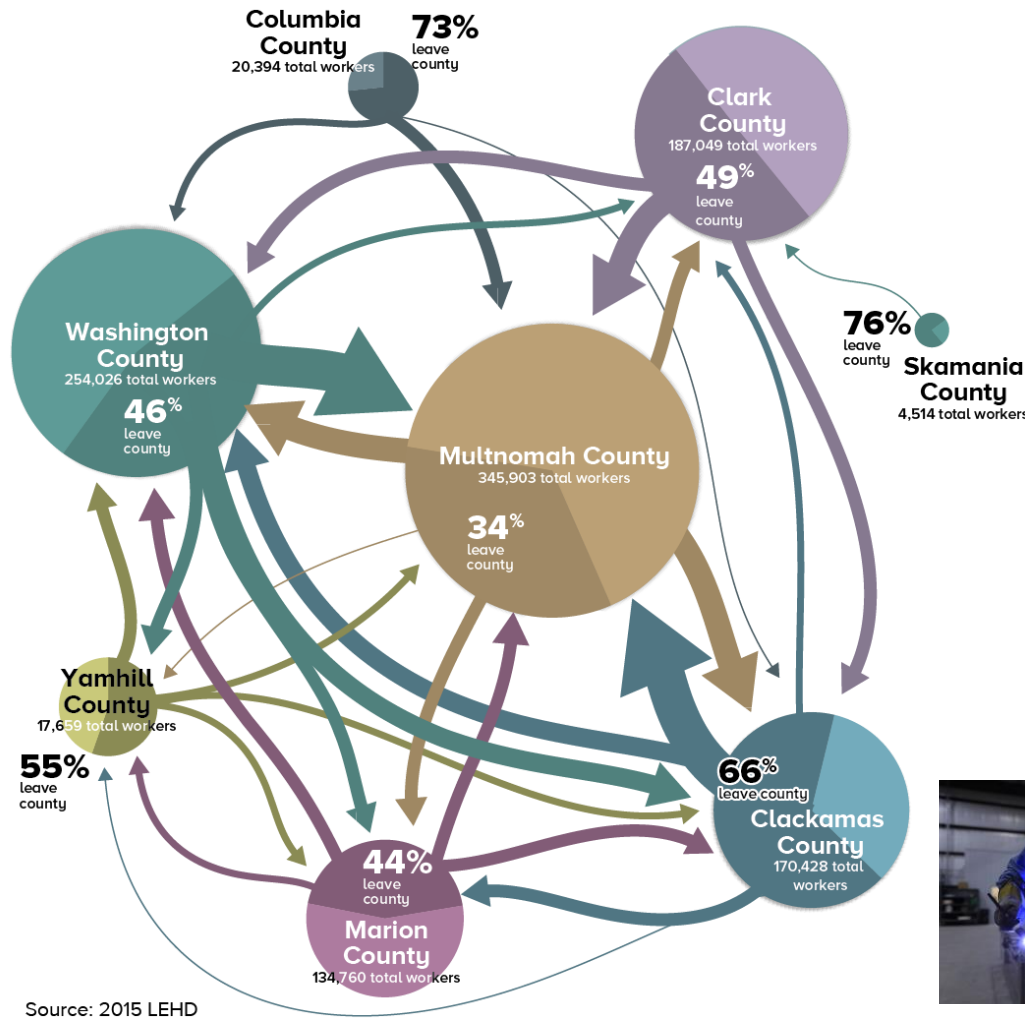 Columbia
County
20,394 total workers
73%
leave
county
Clark
County
187,049 total workers
49%
leave
county
Washington
County
254,026 total workers
46%
leave
county
76%
leave
county
Skamania
County
4,514 total workers
Multnomah County
345,903 total workers
34%
leave
county
Yamhill
County
17,659 total workers
55%
leave
county
66%
leave county
Clackamas
County
170,428 total
workers
44%
leave
county
Marion
County
134,760 total workers
Source: 2015 LEHD